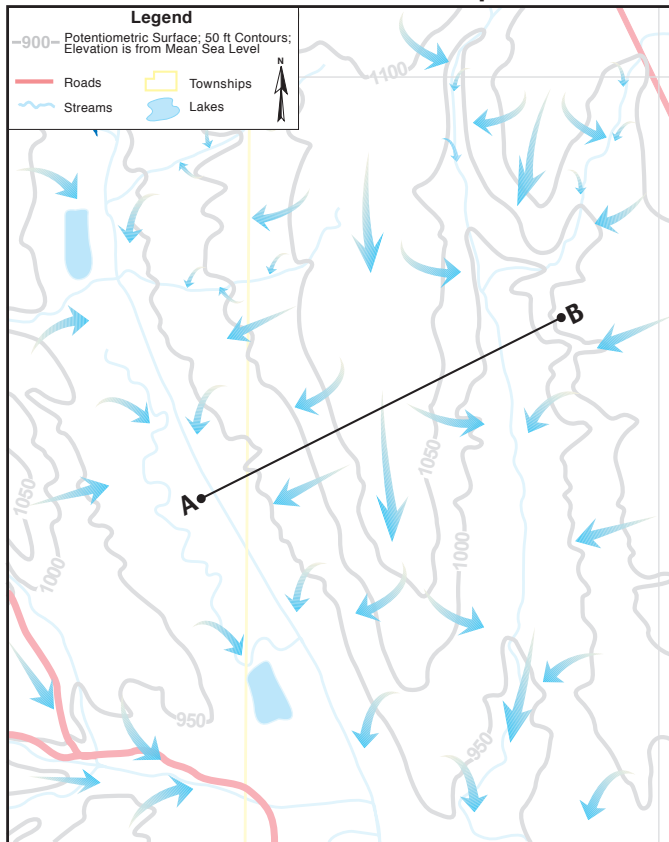 Legend
900
Potentiometric Surface; 50 ft Contours;
Elevation is from Mean Sea Level
N
Roads
Townships
Streams
Lakes
1100
B
1050
A
1050
1000
1000
950
950